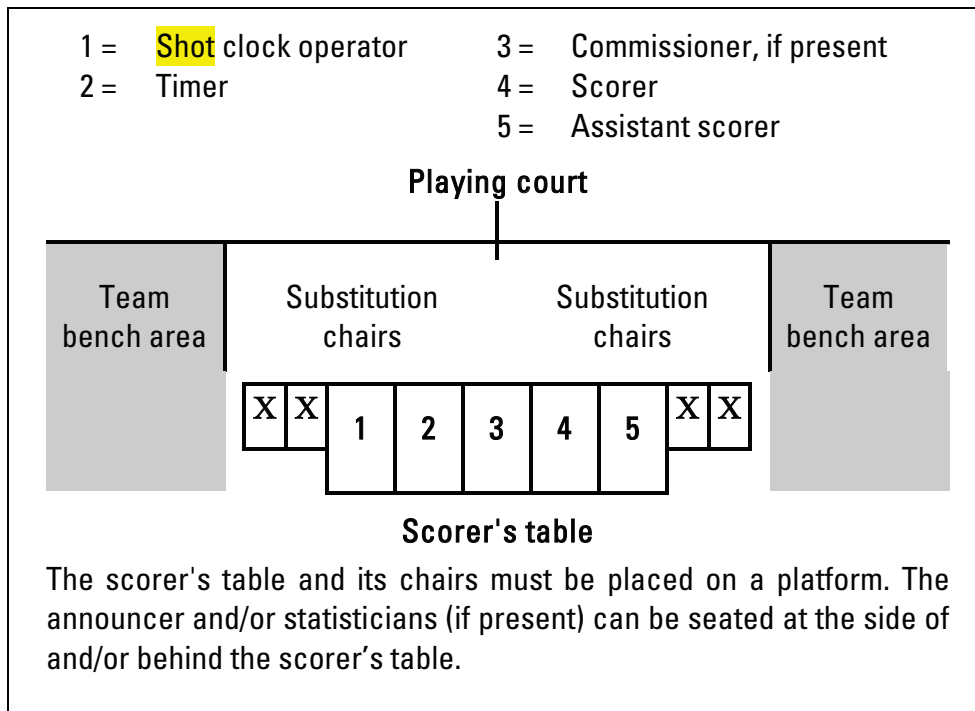 1 = Shot clock operator
2 = Timer
3 = Commissioner, if present
4 = Scorer
5 = Assistant scorer
Playing court
Team
bench area
Substitution
chairs
Substitution
chairs
Team
bench area
X X 1 2 3 4 5 X X
Scorer's table
The scorer's table and its chairs must be placed on a platform. The
announcer and/or statisticians (if present) can be seated at the side of
and/or behind the scorer’s table.